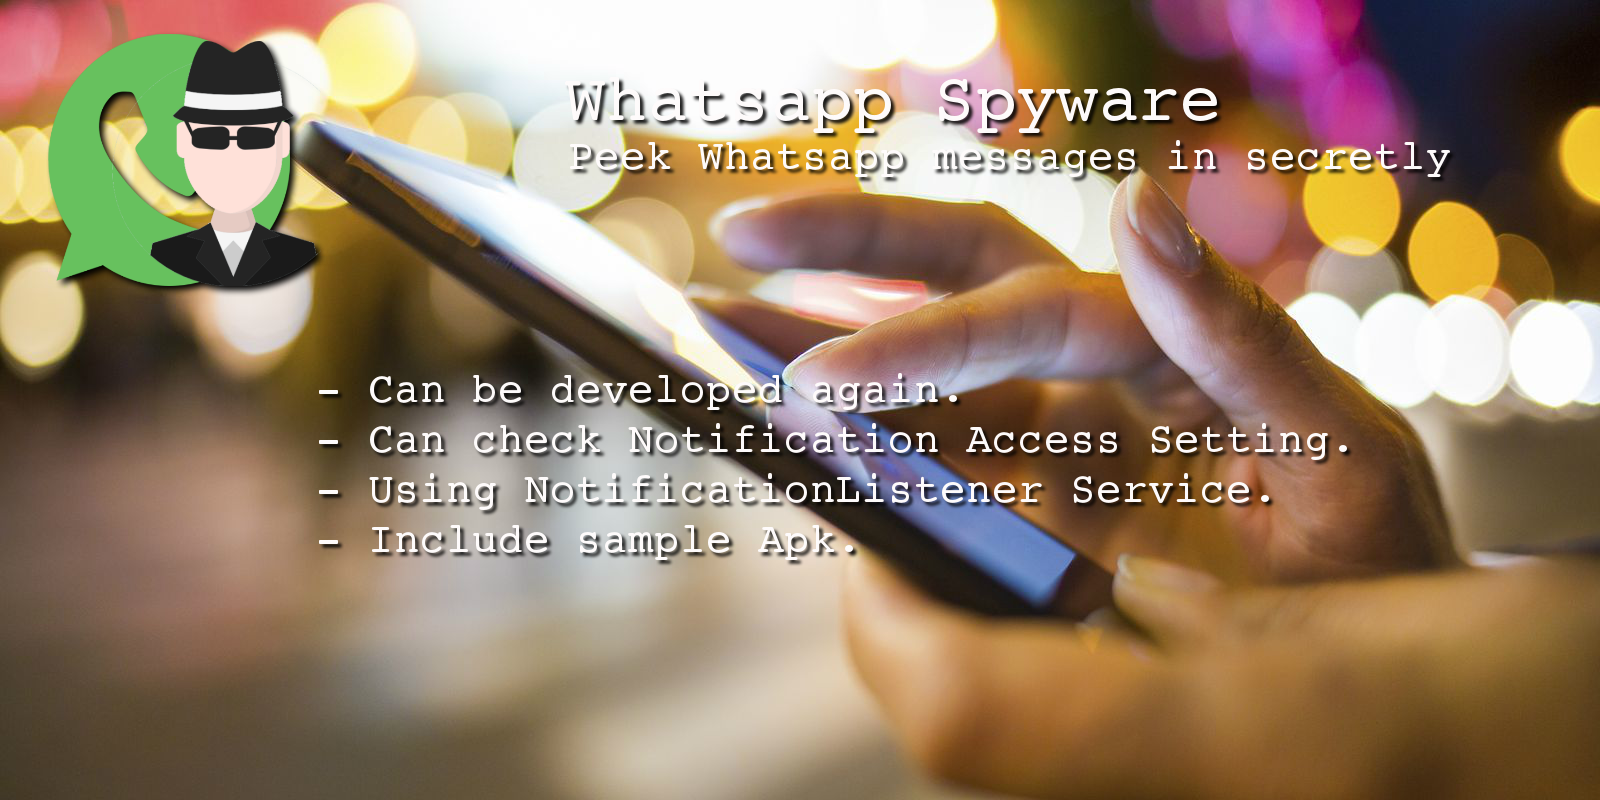 Whatsapp Spyware
Peek Whatsapp messages in secretly
- Can be developed again.
- Can check Notification Access Setting.
- Using NotificationListener Service.
- Include sample Apk.